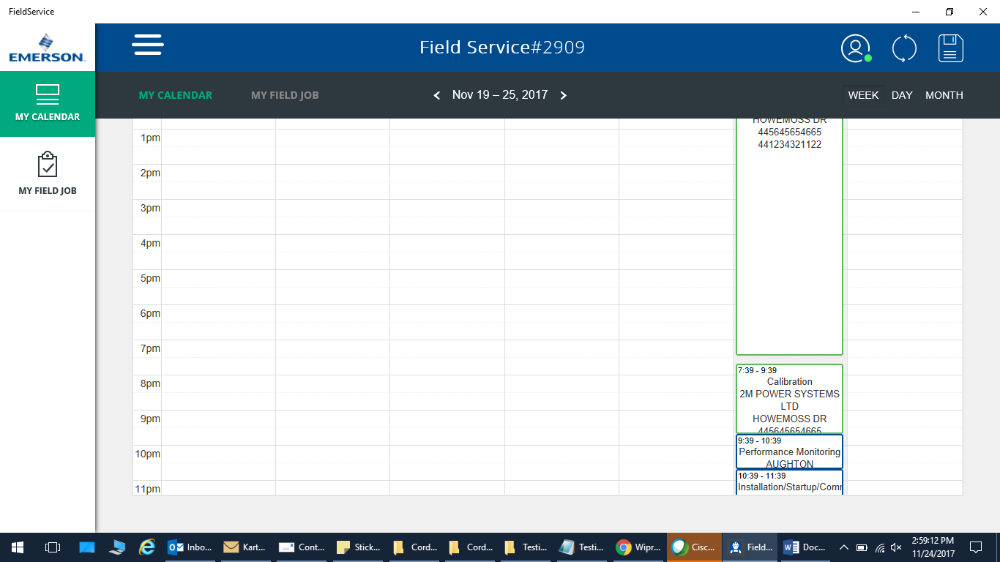 FieldService
EMERSON.
Field Service#2909
MY CALENDAR
MY FIELD JOB
MY CALENDAR
MY FIELD JOB
Nov 19 – 25, 2017
WEEK
DAY
MONTH
HOWEMOSS DR
445645654665
441234321122
1pm
2pm
3pm
4pm
5pm
6pm
7pm
8pm
9pm
10pm
11pm
7:39 - 9:39
Calibration
2M POWER SYSTEMS
LTD
HOWEMOSS DR
445645654665
9:39 - 10:39
Performance Monitoring
AUGHTON
10:39 - 11:39
Installation/Startup/Comm
Inbo...
Kart...
Cont...
Stick...
Cord...
Cord...
Testi...
Testi...
Wipr...
Cisc...
Field...
Doc...
2:59:12 PM
11/24/2017